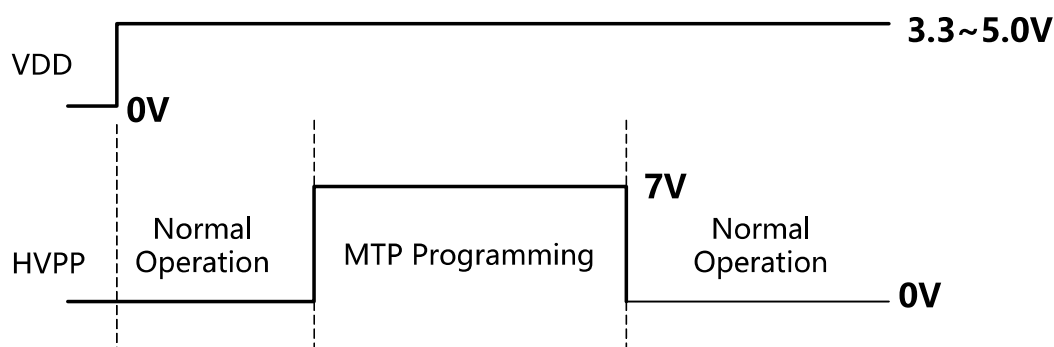 3.3~5.0V
VDD
0V
7V
Normal
Operation
MTP Programming
Normal
Operation
HVPP
0V